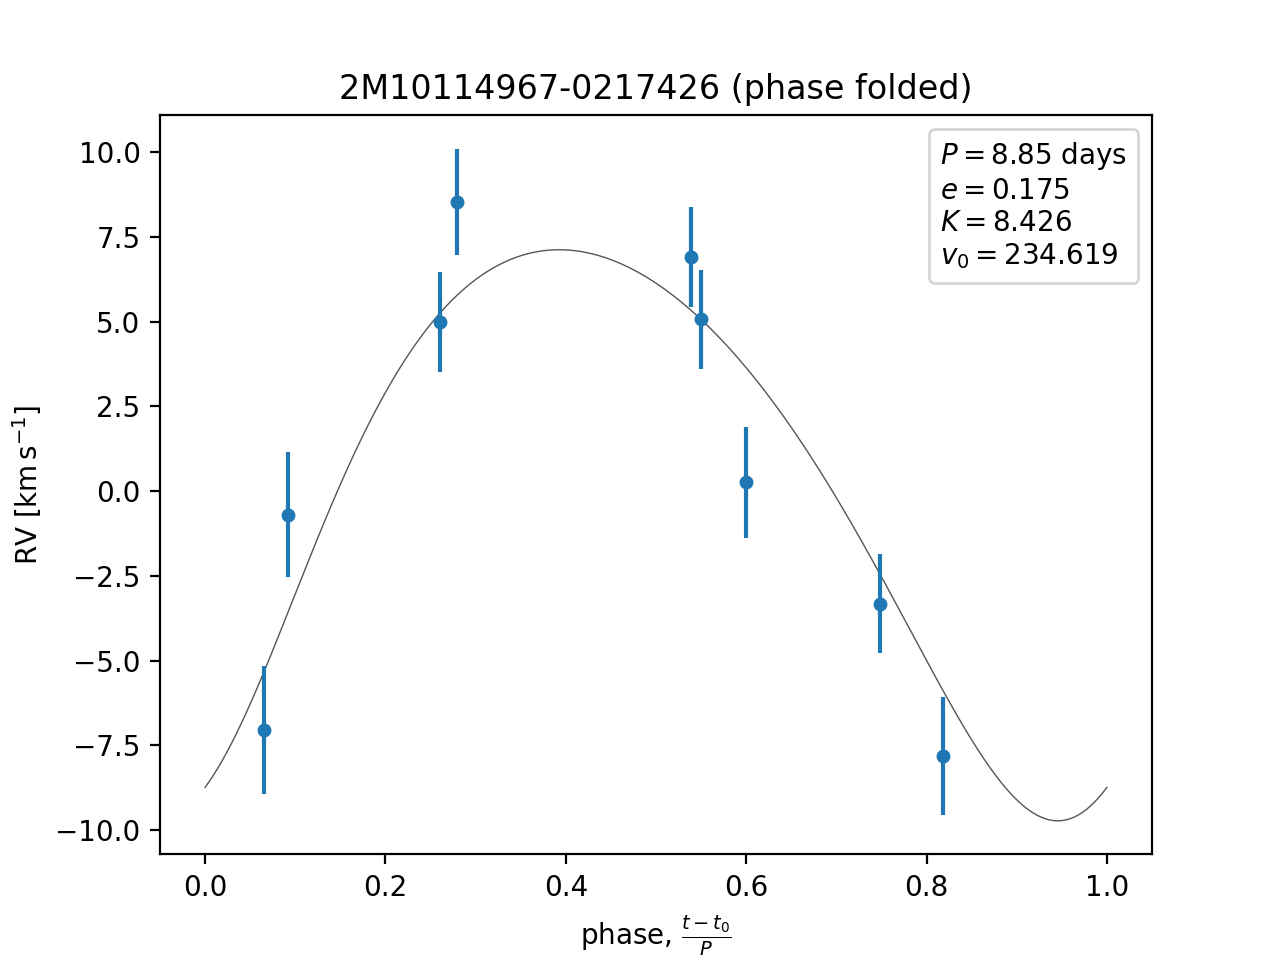 2M10114967-0217426 (phase folded)
P = 8.85 days
e = 0.175
K = 8.426
v₀ = 234.619
10.0
7.5
5.0
2.5
0.0
−2.5
−5.0
−7.5
−10.0
RV [km s⁻¹]
0.0 0.2 0.4 0.6 0.8 1.0
phase, (t − t₀)/P